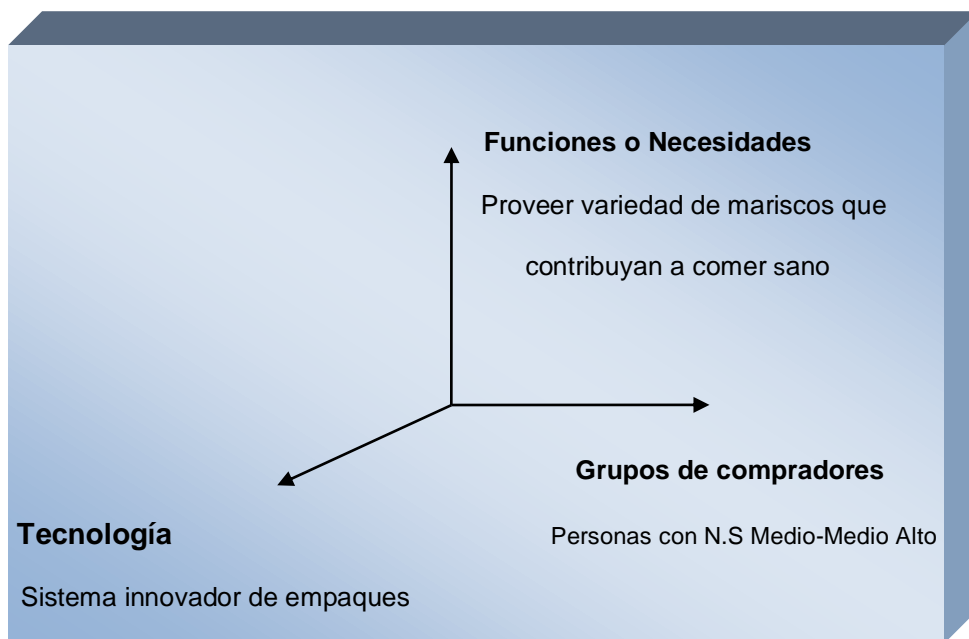 Funciones o Necesidades
Proveer variedad de mariscos que
contribuyan a comer sano
Grupos de compradores
Personas con N.S Medio-Medio Alto
Tecnología
Sistema innovador de empaques